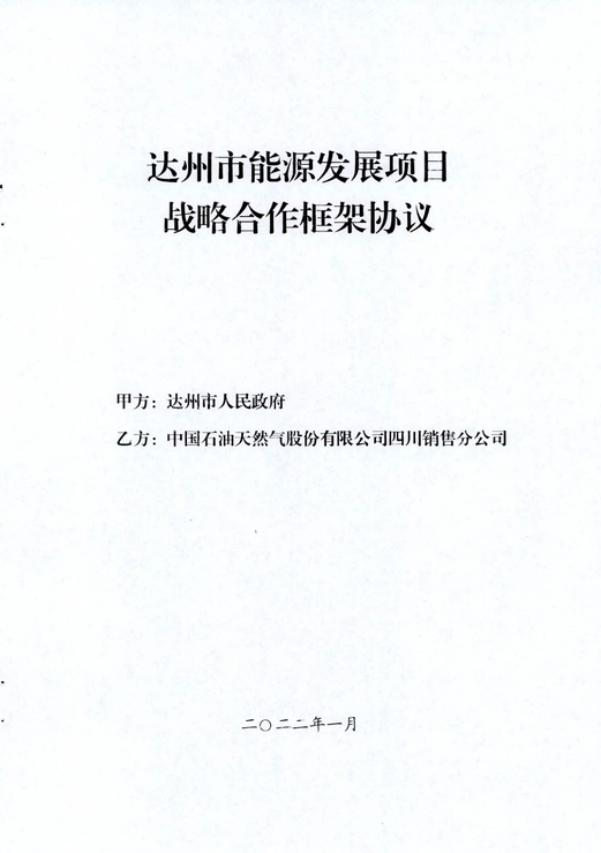 达州市能源发展项目
战略合作框架协议
甲方：达州市人民政府
乙方：中国石油天然气股份有限公司四川销售分公司
二〇二二年一月